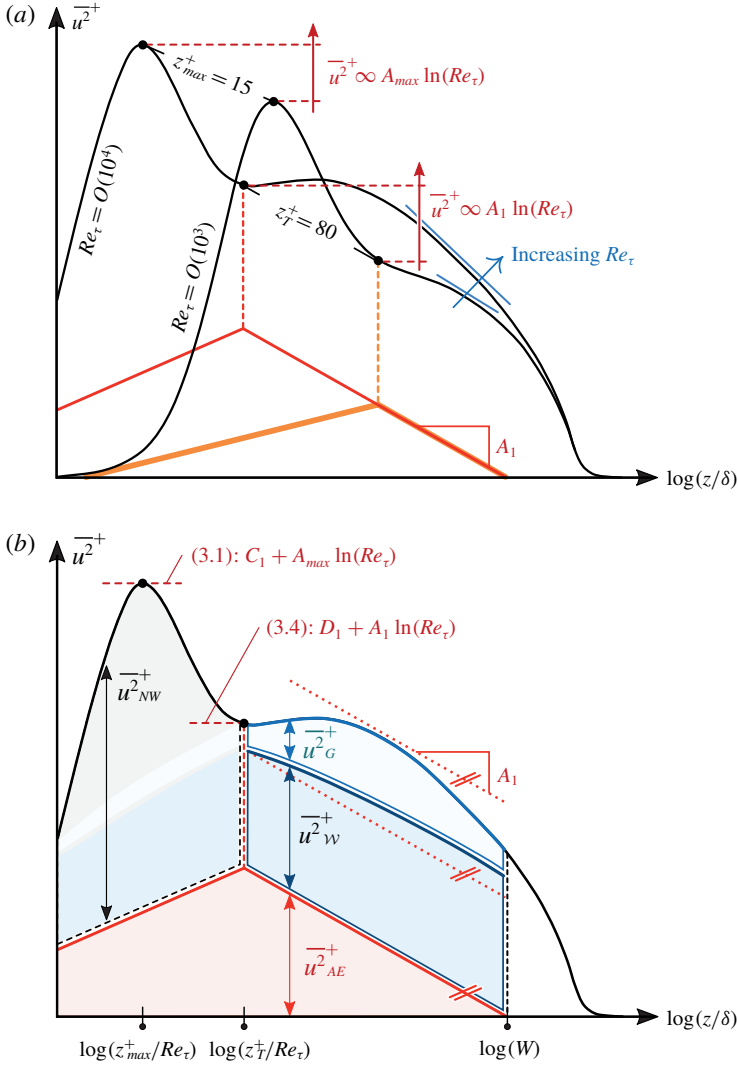 (a)
u²⁺
z⁺max = 15
u²⁺ ∞ Amax ln(Reτ)
Reτ = O(10⁴)
Reτ = O(10³)
z⁺T = 80
u²⁺ ∞ A₁ ln(Reτ)
Increasing Reτ
A₁
log(z/δ)
(b)
u²⁺
(3.1): C₁ + Amax ln(Reτ)
(3.4): D₁ + A₁ ln(Reτ)
u²⁺NW
u²⁺G
A₁
u²⁺W
u²⁺AE
log(z/δ)
log(z⁺max/Reτ)
log(z⁺T/Reτ)
log(W)